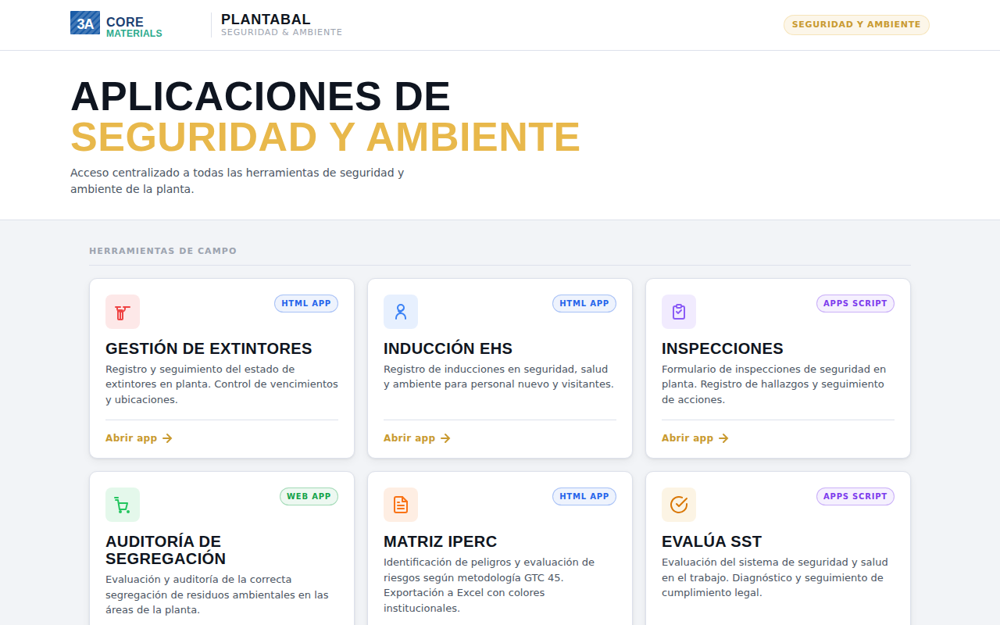 3A CORE MATERIALS
PLANTABAL
SEGURIDAD & AMBIENTE
SEGURIDAD Y AMBIENTE
APLICACIONES DE
SEGURIDAD Y AMBIENTE
Acceso centralizado a todas las herramientas de seguridad y
ambiente de la planta.
HERRAMIENTAS DE CAMPO
HTML APP
GESTIÓN DE EXTINTORES
Registro y seguimiento del estado de
extintores en planta. Control de vencimientos
y ubicaciones.
Abrir app
HTML APP
INDUCCIÓN EHS
Registro de inducciones en seguridad, salud
y ambiente para personal nuevo y visitantes.
Abrir app
APPS SCRIPT
INSPECCIONES
Formulario de inspecciones de seguridad en
planta. Registro de hallazgos y seguimiento
de acciones.
Abrir app
WEB APP
AUDITORÍA DE
SEGREGACIÓN
Evaluación y auditoría de la correcta
segregación de residuos ambientales en las
áreas de la planta.
HTML APP
MATRIZ IPERC
Identificación de peligros y evaluación de
riesgos según metodología GTC 45.
Exportación a Excel con colores
institucionales.
APPS SCRIPT
EVALÚA SST
Evaluación del sistema de seguridad y salud
en el trabajo. Diagnóstico y seguimiento de
cumplimiento legal.